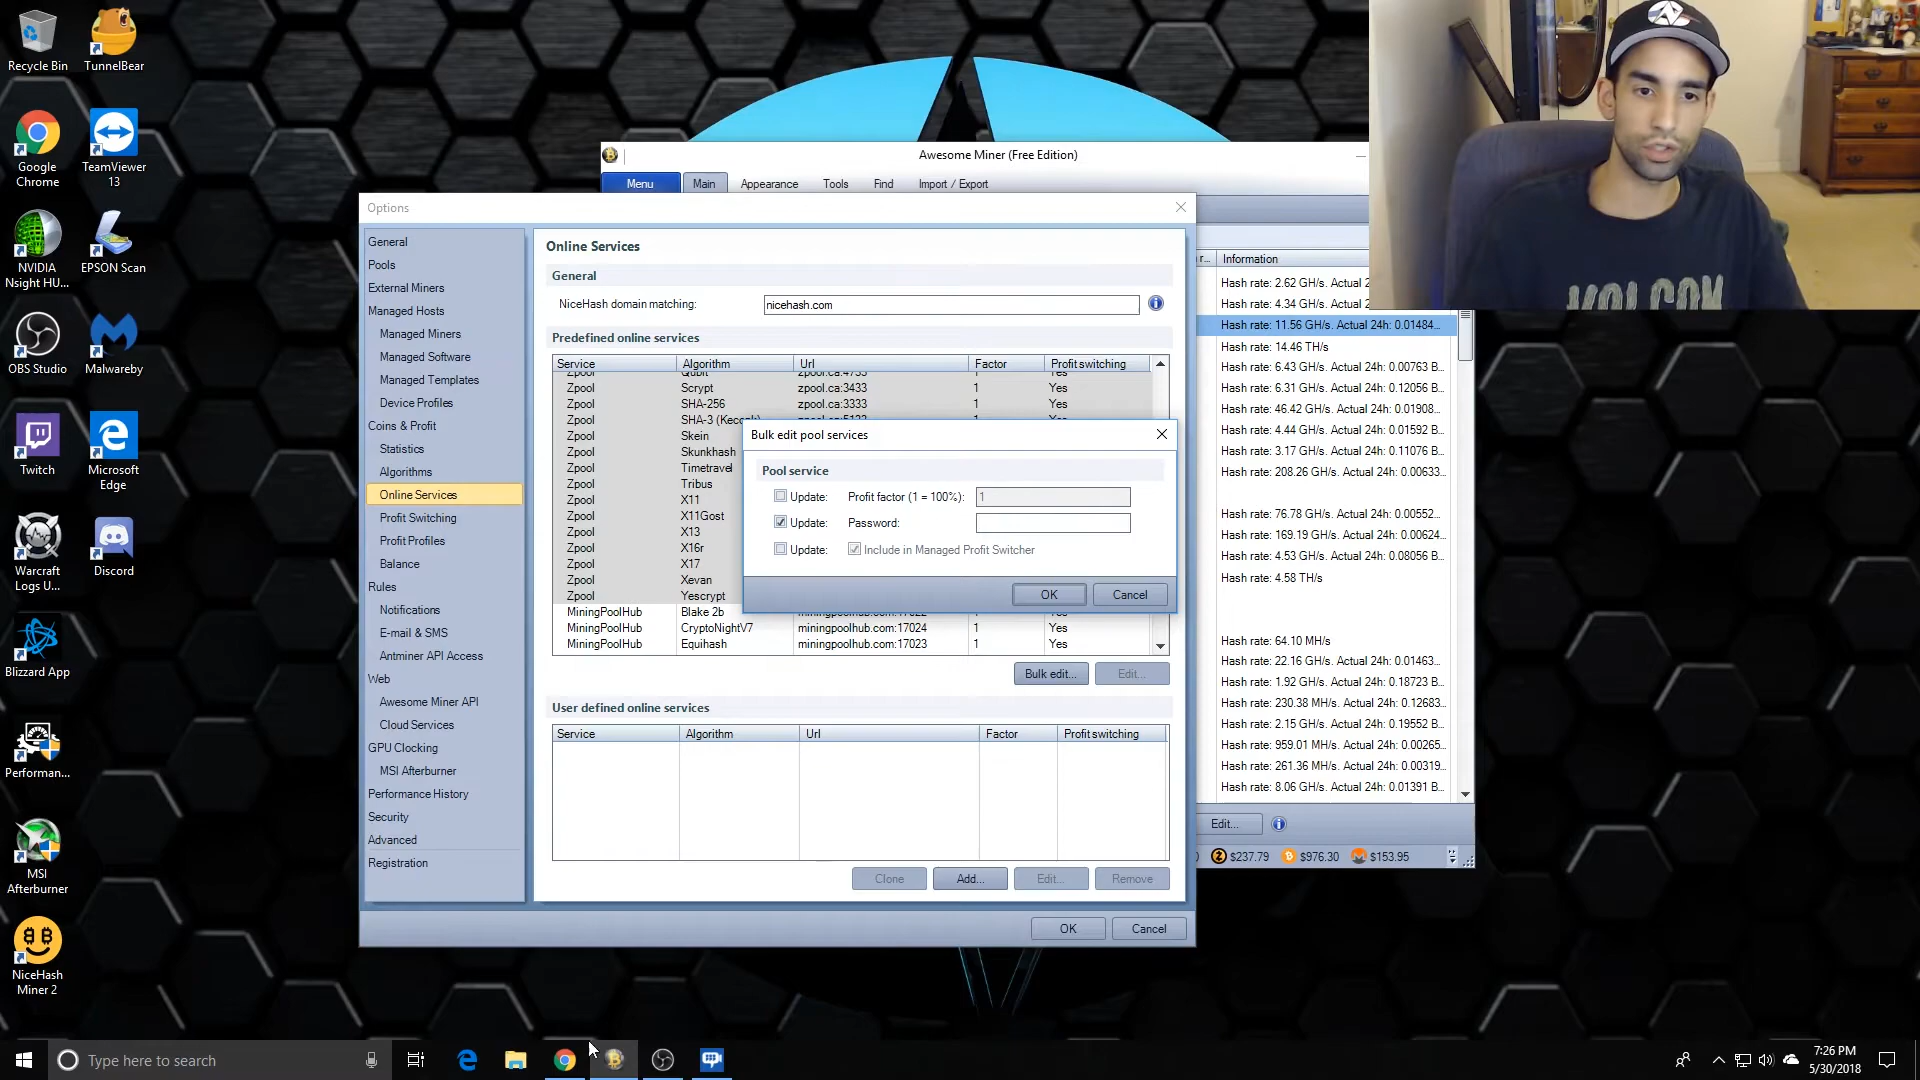 Recycle Bin
TunnelBear
Google Chrome
TeamViewer 13
NVIDIA Nsight HU...
EPSON Scan
OBS Studio
Malwareby
Twitch
Microsoft Edge
Warcraft Logs U...
Discord
Blizzard App
Performan...
MSI Afterburner
NiceHash Miner 2
Awesome Miner (Free Edition)
Menu
Main
Appearance
Tools
Find
Import / Export
Options
General
Pools
External Miners
Managed Hosts
Managed Miners
Managed Software
Managed Templates
Device Profiles
Coins & Profit
Statistics
Algorithms
Online Services
Profit Switching
Profit Profiles
Balance
Rules
Notifications
E-mail & SMS
Antminer API Access
Web
Awesome Miner API
Cloud Services
GPU Clocking
MSI Afterburner
Performance History
Security
Advanced
Registration
Online Services
General
NiceHash domain matching: nicehash.com
Predefined online services
Service Algorithm Url Factor Profit switching
Zpool Qubit zpool.ca:4733 1 Yes
Zpool Scrypt zpool.ca:3433 1 Yes
Zpool SHA-256 zpool.ca:3333 1 Yes
Zpool SHA-3 (Keccak) zpool.ca:5133 1 Yes
Zpool Skein
Zpool Skunkhash
Zpool Timetravel
Zpool Tribus
Zpool X11
Zpool X11Gost
Zpool X13
Zpool X16r
Zpool X17
Zpool Xevan
Zpool Yescrypt
MiningPoolHub Blake 2b miningpoolhub.com:17022 1 Yes
MiningPoolHub CryptoNightV7 miningpoolhub.com:17024 1 Yes
MiningPoolHub Equihash miningpoolhub.com:17023 1 Yes
Bulk edit... Edit...
User defined online services
Service Algorithm Url Factor Profit switching
Clone Add... Edit... Remove
OK Cancel
Bulk edit pool services
Pool service
Update: Profit factor (1 = 100%): 1
Update: Password:
Update: Include in Managed Profit Switcher
OK Cancel
r... Information
Hash rate: 2.62 GH/s. Actual 2
Hash rate: 4.34 GH/s. Actual 2
Hash rate: 11.56 GH/s. Actual 24h: 0.01484...
Hash rate: 14.46 TH/s
Hash rate: 6.43 GH/s. Actual 24h: 0.00763 B...
Hash rate: 6.31 GH/s. Actual 24h: 0.12056 B...
Hash rate: 46.42 GH/s. Actual 24h: 0.01908...
Hash rate: 4.44 GH/s. Actual 24h: 0.01592 B...
Hash rate: 3.17 GH/s. Actual 24h: 0.11076 B...
Hash rate: 208.26 GH/s. Actual 24h: 0.00633...
Hash rate: 76.78 GH/s. Actual 24h: 0.00552...
Hash rate: 169.19 GH/s. Actual 24h: 0.00624...
Hash rate: 4.53 GH/s. Actual 24h: 0.08056 B...
Hash rate: 4.58 TH/s
Hash rate: 64.10 MH/s
Hash rate: 22.16 GH/s. Actual 24h: 0.01463...
Hash rate: 1.92 GH/s. Actual 24h: 0.18723 B...
Hash rate: 230.38 MH/s. Actual 24h: 0.12683...
Hash rate: 2.15 GH/s. Actual 24h: 0.19552 B...
Hash rate: 959.01 MH/s. Actual 24h: 0.00265...
Hash rate: 261.36 MH/s. Actual 24h: 0.00319...
Hash rate: 8.06 GH/s. Actual 24h: 0.01391 B...
Edit...
$237.79 $976.30 $153.95
Type here to search
7:26 PM
5/30/2018